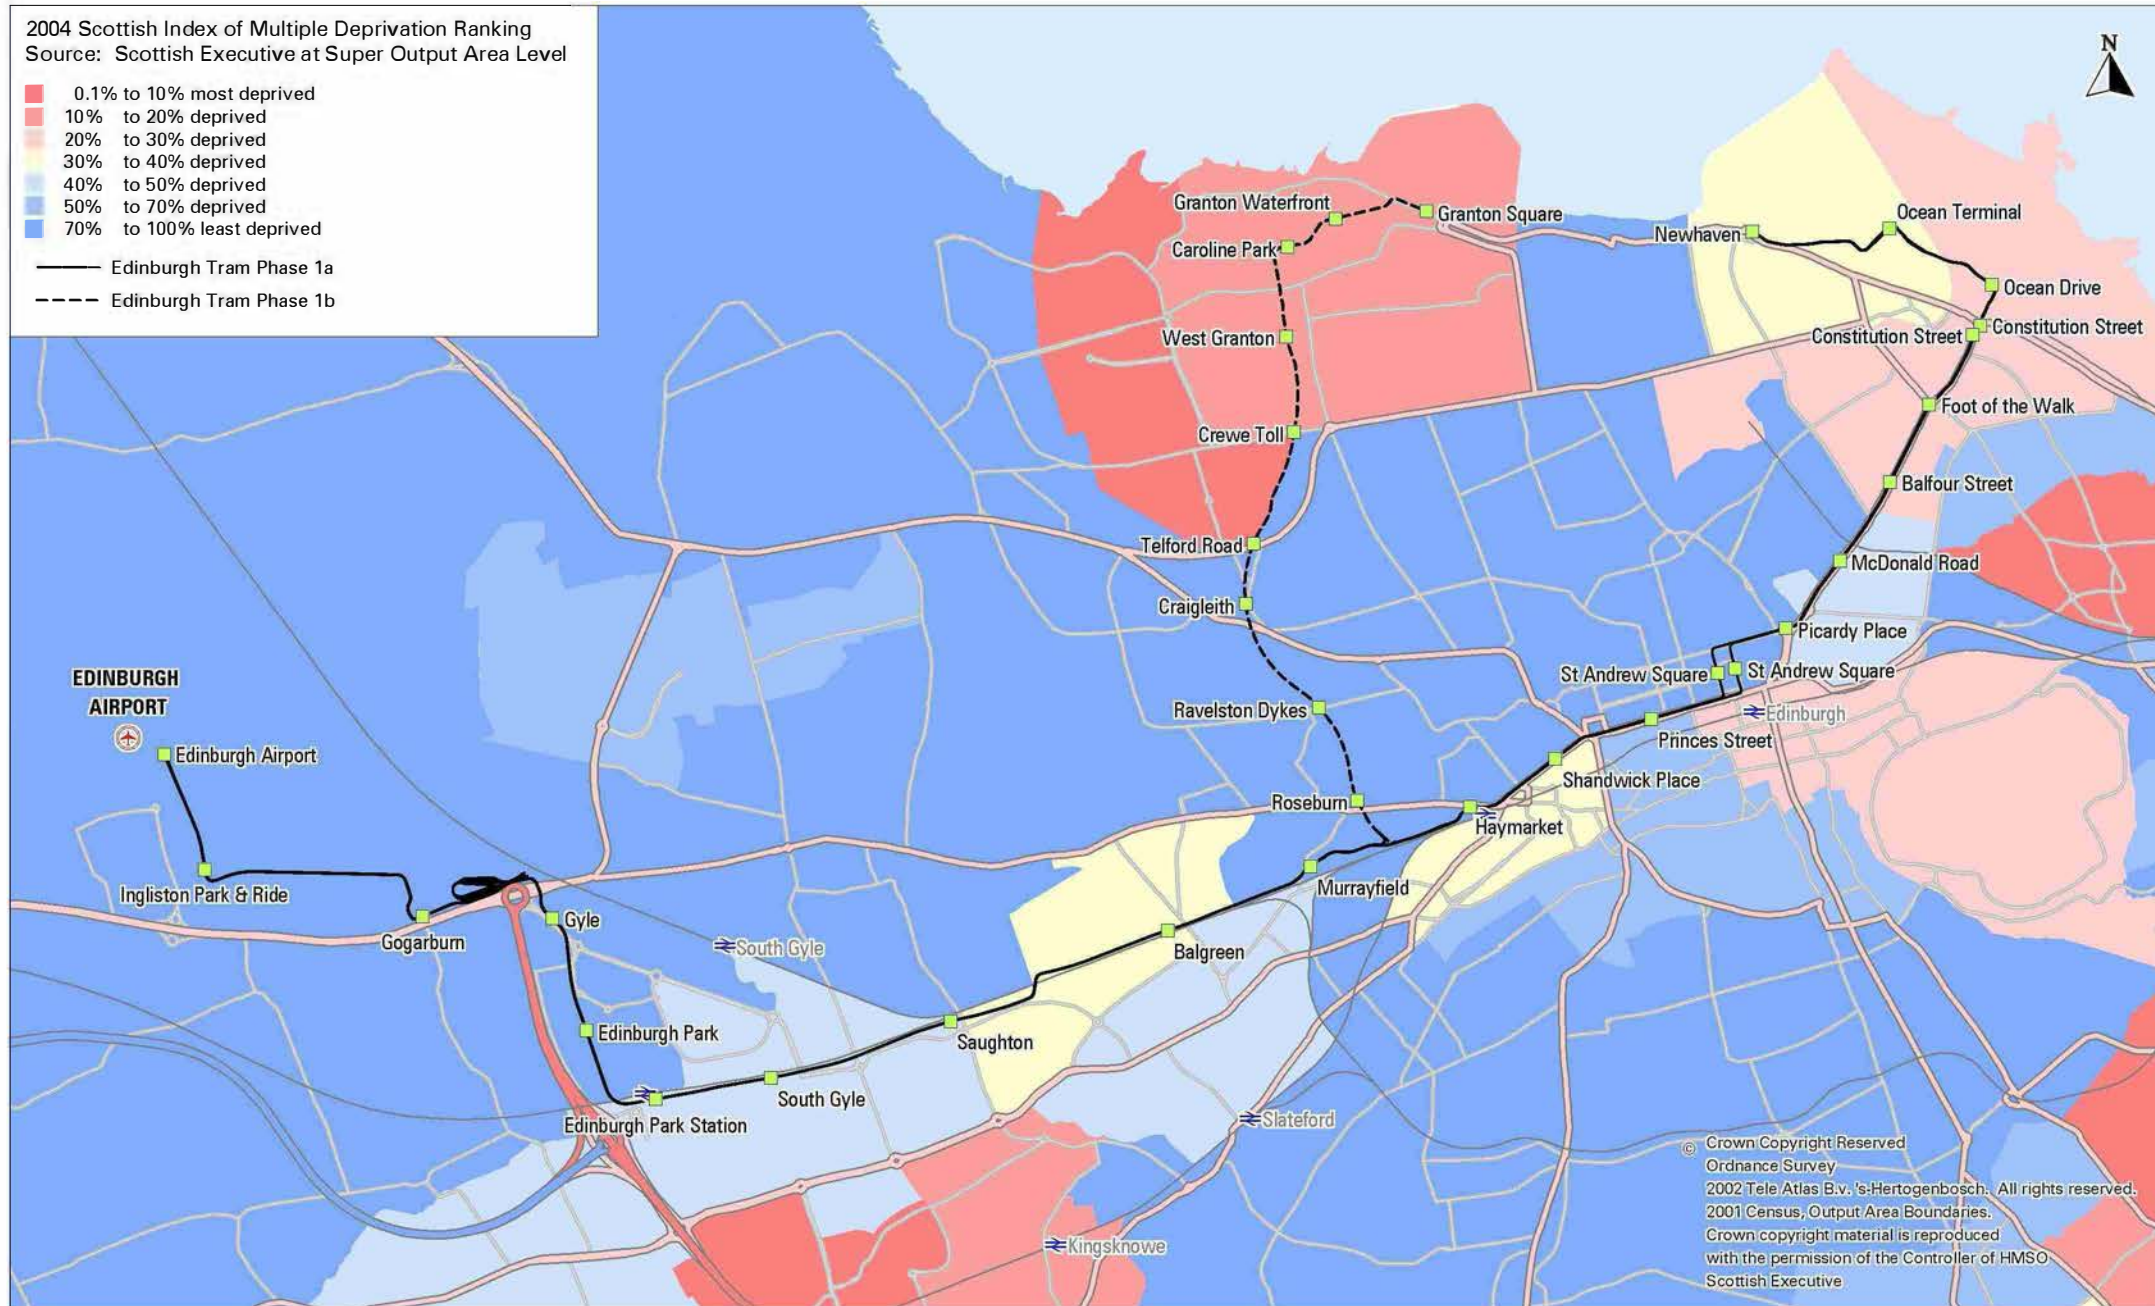 2004 Scottish Index of Multiple Deprivation Ranking
Source: Scottish Executive at Super Output Area Level
0.1% to 10% most deprived
10% to 20% deprived
20% to 30% deprived
30% to 40% deprived
40% to 50% deprived
50% to 70% deprived
70% to 100% least deprived
Edinburgh Tram Phase 1a
Edinburgh Tram Phase 1b
N
Granton Waterfront
Granton Square
Caroline Park
West Granton
Crewe Toll
Telford Road
Craigleith
Ravelston Dykes
Roseburn
Newhaven
Ocean Terminal
Ocean Drive
Constitution Street
Constitution Street
Foot of the Walk
Balfour Street
McDonald Road
Picardy Place
St Andrew Square
St Andrew Square
Edinburgh
Princes Street
Shandwick Place
Haymarket
Murrayfield
Balgreen
Saughton
South Gyle
South Gyle
Edinburgh Park Station
Edinburgh Park
Gyle
Gogarburn
Ingliston Park & Ride
Edinburgh Airport
EDINBURGH
AIRPORT
Slateford
Kingsknowe
© Crown Copyright Reserved
Ordnance Survey
2002 Tele Atlas B.v. 's-Hertogenbosch. All rights reserved.
2001 Census, Output Area Boundaries.
Crown copyright material is reproduced
with the permission of the Controller of HMSO
Scottish Executive